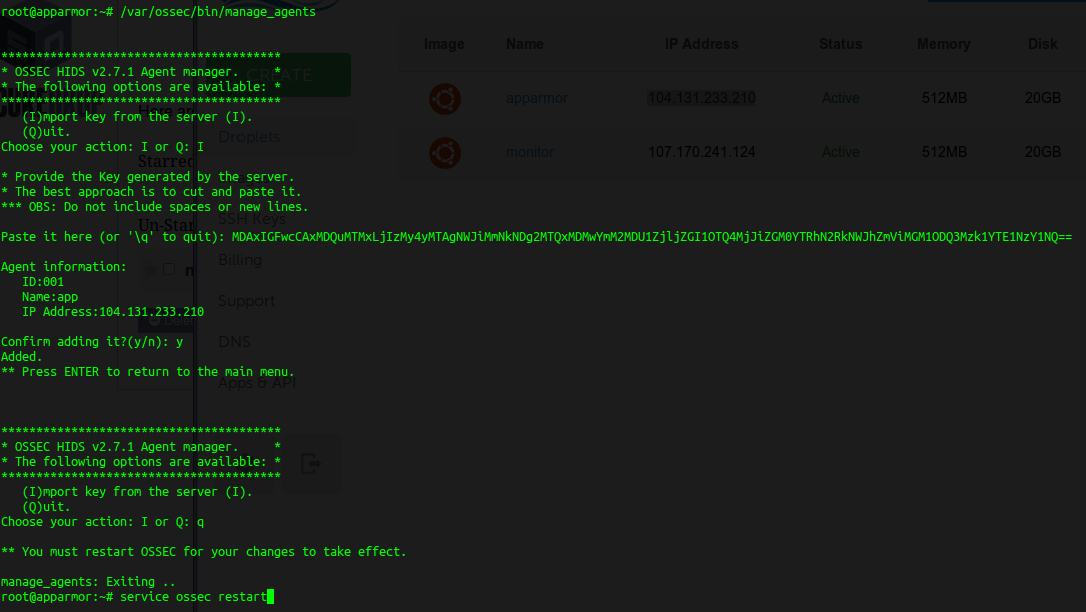 root@apparmor:~# /var/ossec/bin/manage_agents
****************************************
* OSSEC HIDS v2.7.1 Agent manager.     *
* The following options are available: *
****************************************
   (I)mport key from the server (I).
   (Q)uit.
Choose your action: I or Q: I
* Provide the Key generated by the server.
* The best approach is to cut and paste it.
*** OBS: Do not include spaces or new lines.
Paste it here (or '\q' to quit): MDAxIGFwcCAxMDQuMTMxLjIzMy4yMTAgNWJiMmNkNDg2MTQxMDMwYmM2MDU1ZjljZGI1OTQ4MjJiZGM0YTRhN2RkNWJhZmViMGM1ODQ3Mzk1YTE1NzY1NQ==
Agent information:
   ID:001
   Name:app
   IP Address:104.131.233.210
Confirm adding it?(y/n): y
Added.
** Press ENTER to return to the main menu.
****************************************
* OSSEC HIDS v2.7.1 Agent manager.     *
* The following options are available: *
****************************************
   (I)mport key from the server (I).
   (Q)uit.
Choose your action: I or Q: q
** You must restart OSSEC for your changes to take effect.
manage_agents: Exiting ..
root@apparmor:~# service ossec restart
Image Name IP Address Status Memory Disk
apparmor 104.131.233.210 Active 512MB 20GB
monitor 107.170.241.124 Active 512MB 20GB
CREATE
Droplets
SSH Keys
Billing
Support
DNS
Apps & API
Here ar
Starred
Un-Star